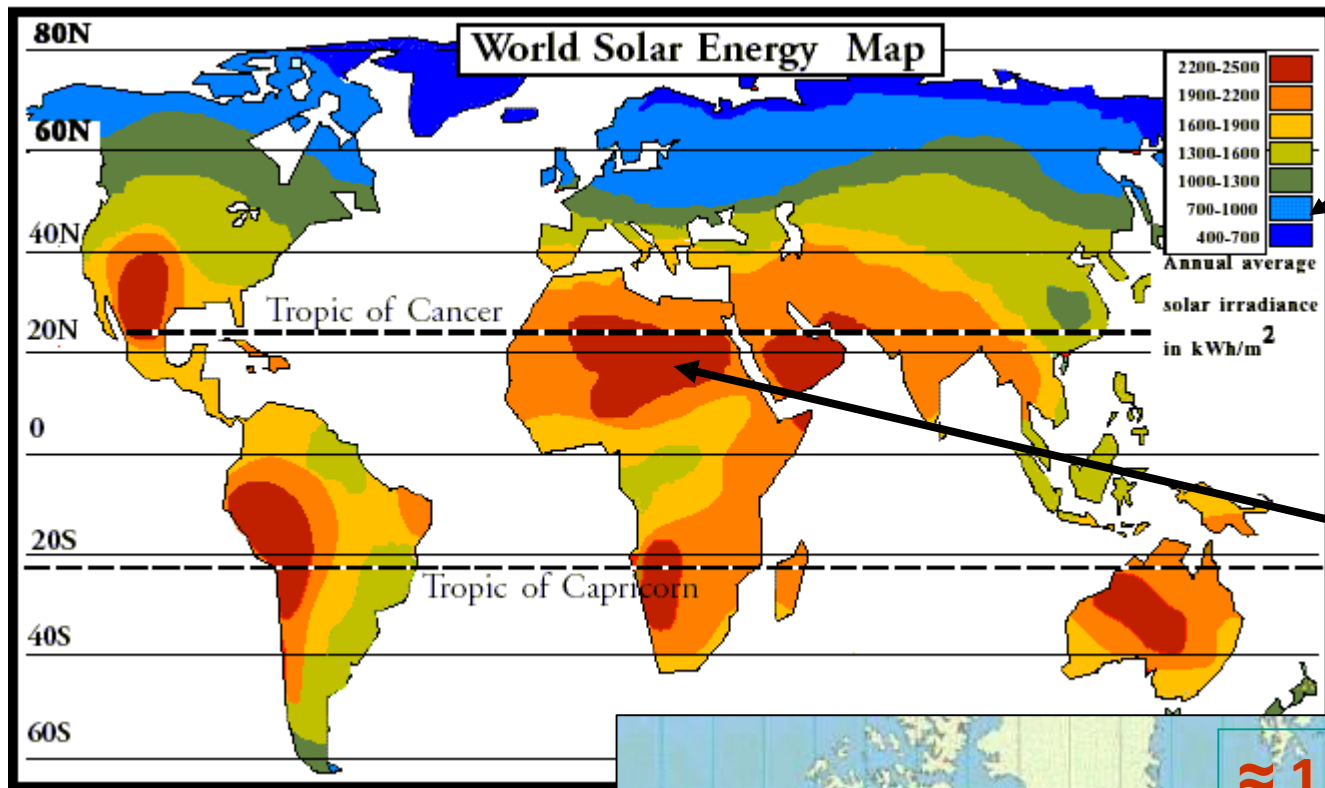 World Solar Energy Map
80N
60N
40N
20N
0
20S
40S
60S
Tropic of Cancer
Tropic of Capricorn
2200-2500
1900-2200
1600-1900
1300-1600
1000-1300
700-1000
400-700
Annual average
solar irradiance
in kWh/m²
≈ 1